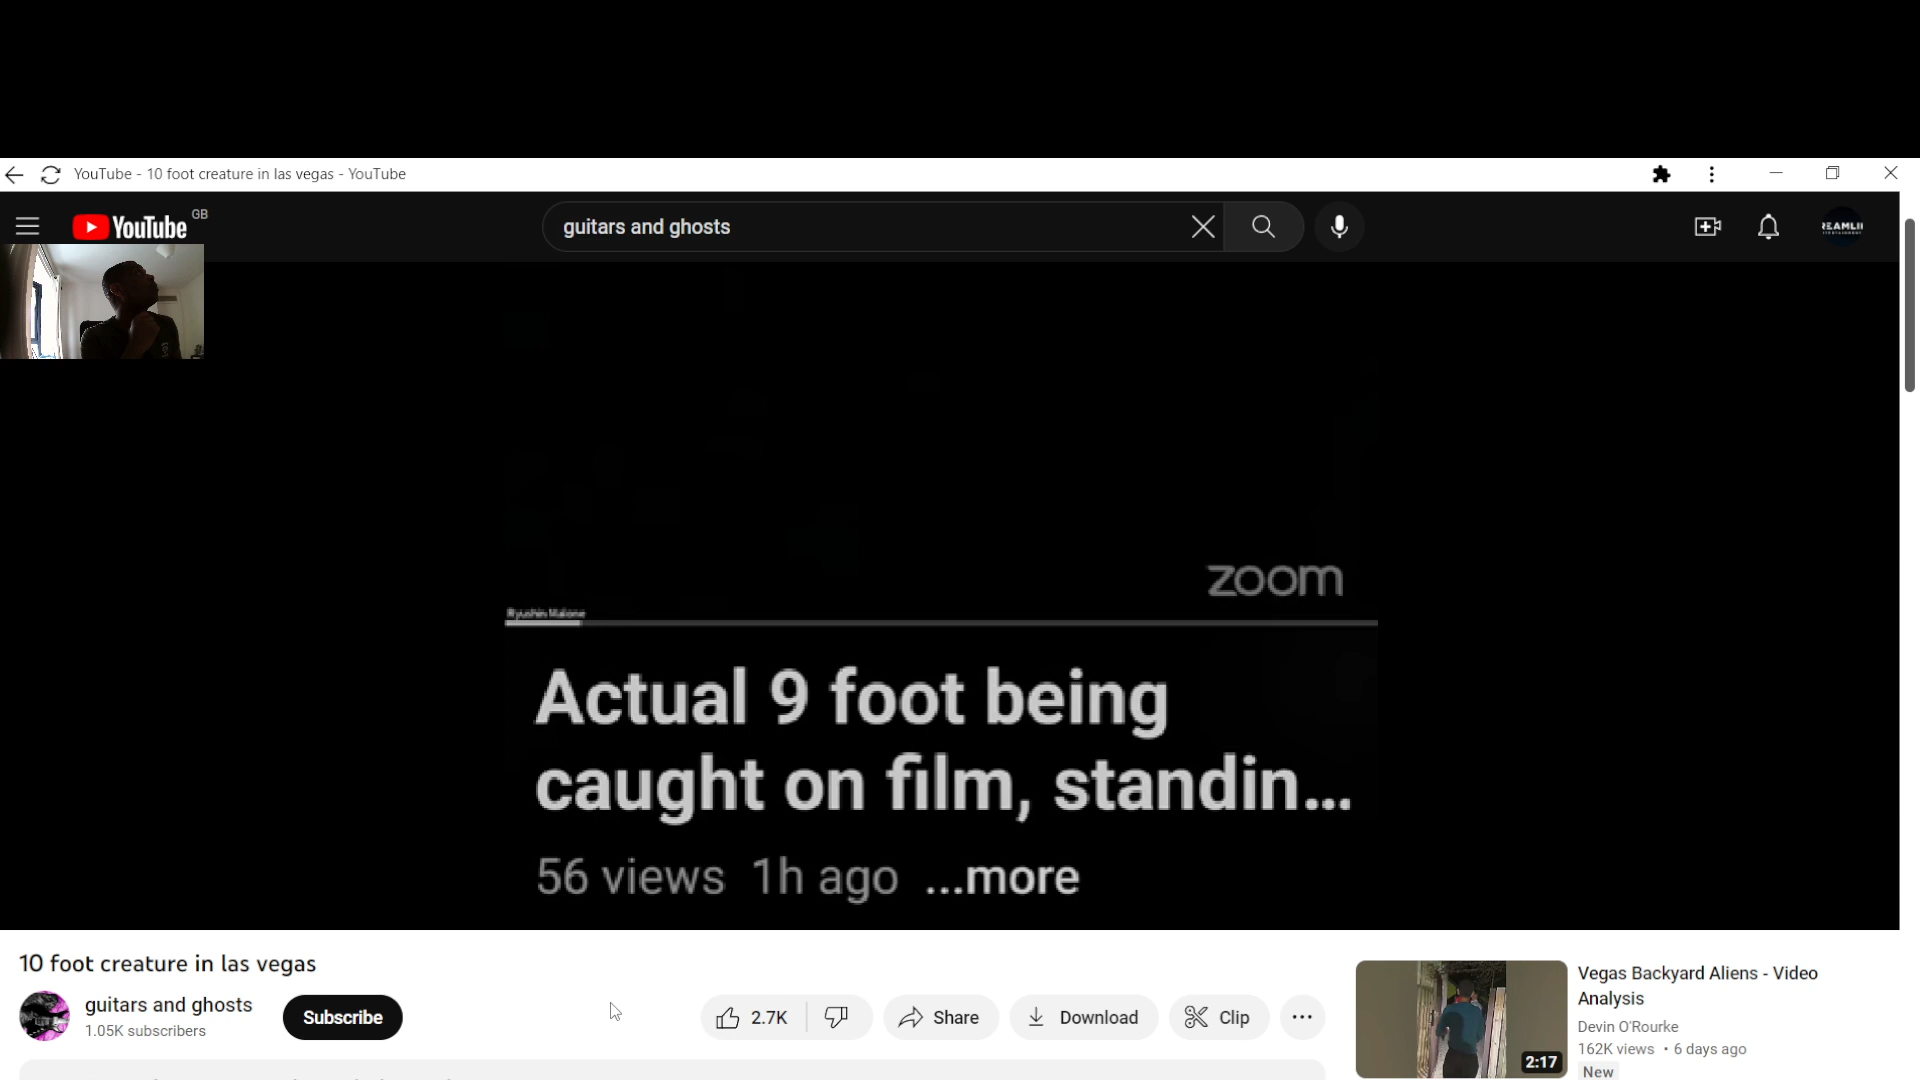 YouTube - 10 foot creature in las vegas - YouTube
YouTube GB
guitars and ghosts
zoom
Ryushin Malone
Actual 9 foot being
caught on film, standin...
56 views 1h ago ...more
10 foot creature in las vegas
guitars and ghosts
1.05K subscribers
Subscribe
2.7K
Share
Download
Clip
2:17
Vegas Backyard Aliens - Video
Analysis
Devin O'Rourke
162K views • 6 days ago
New